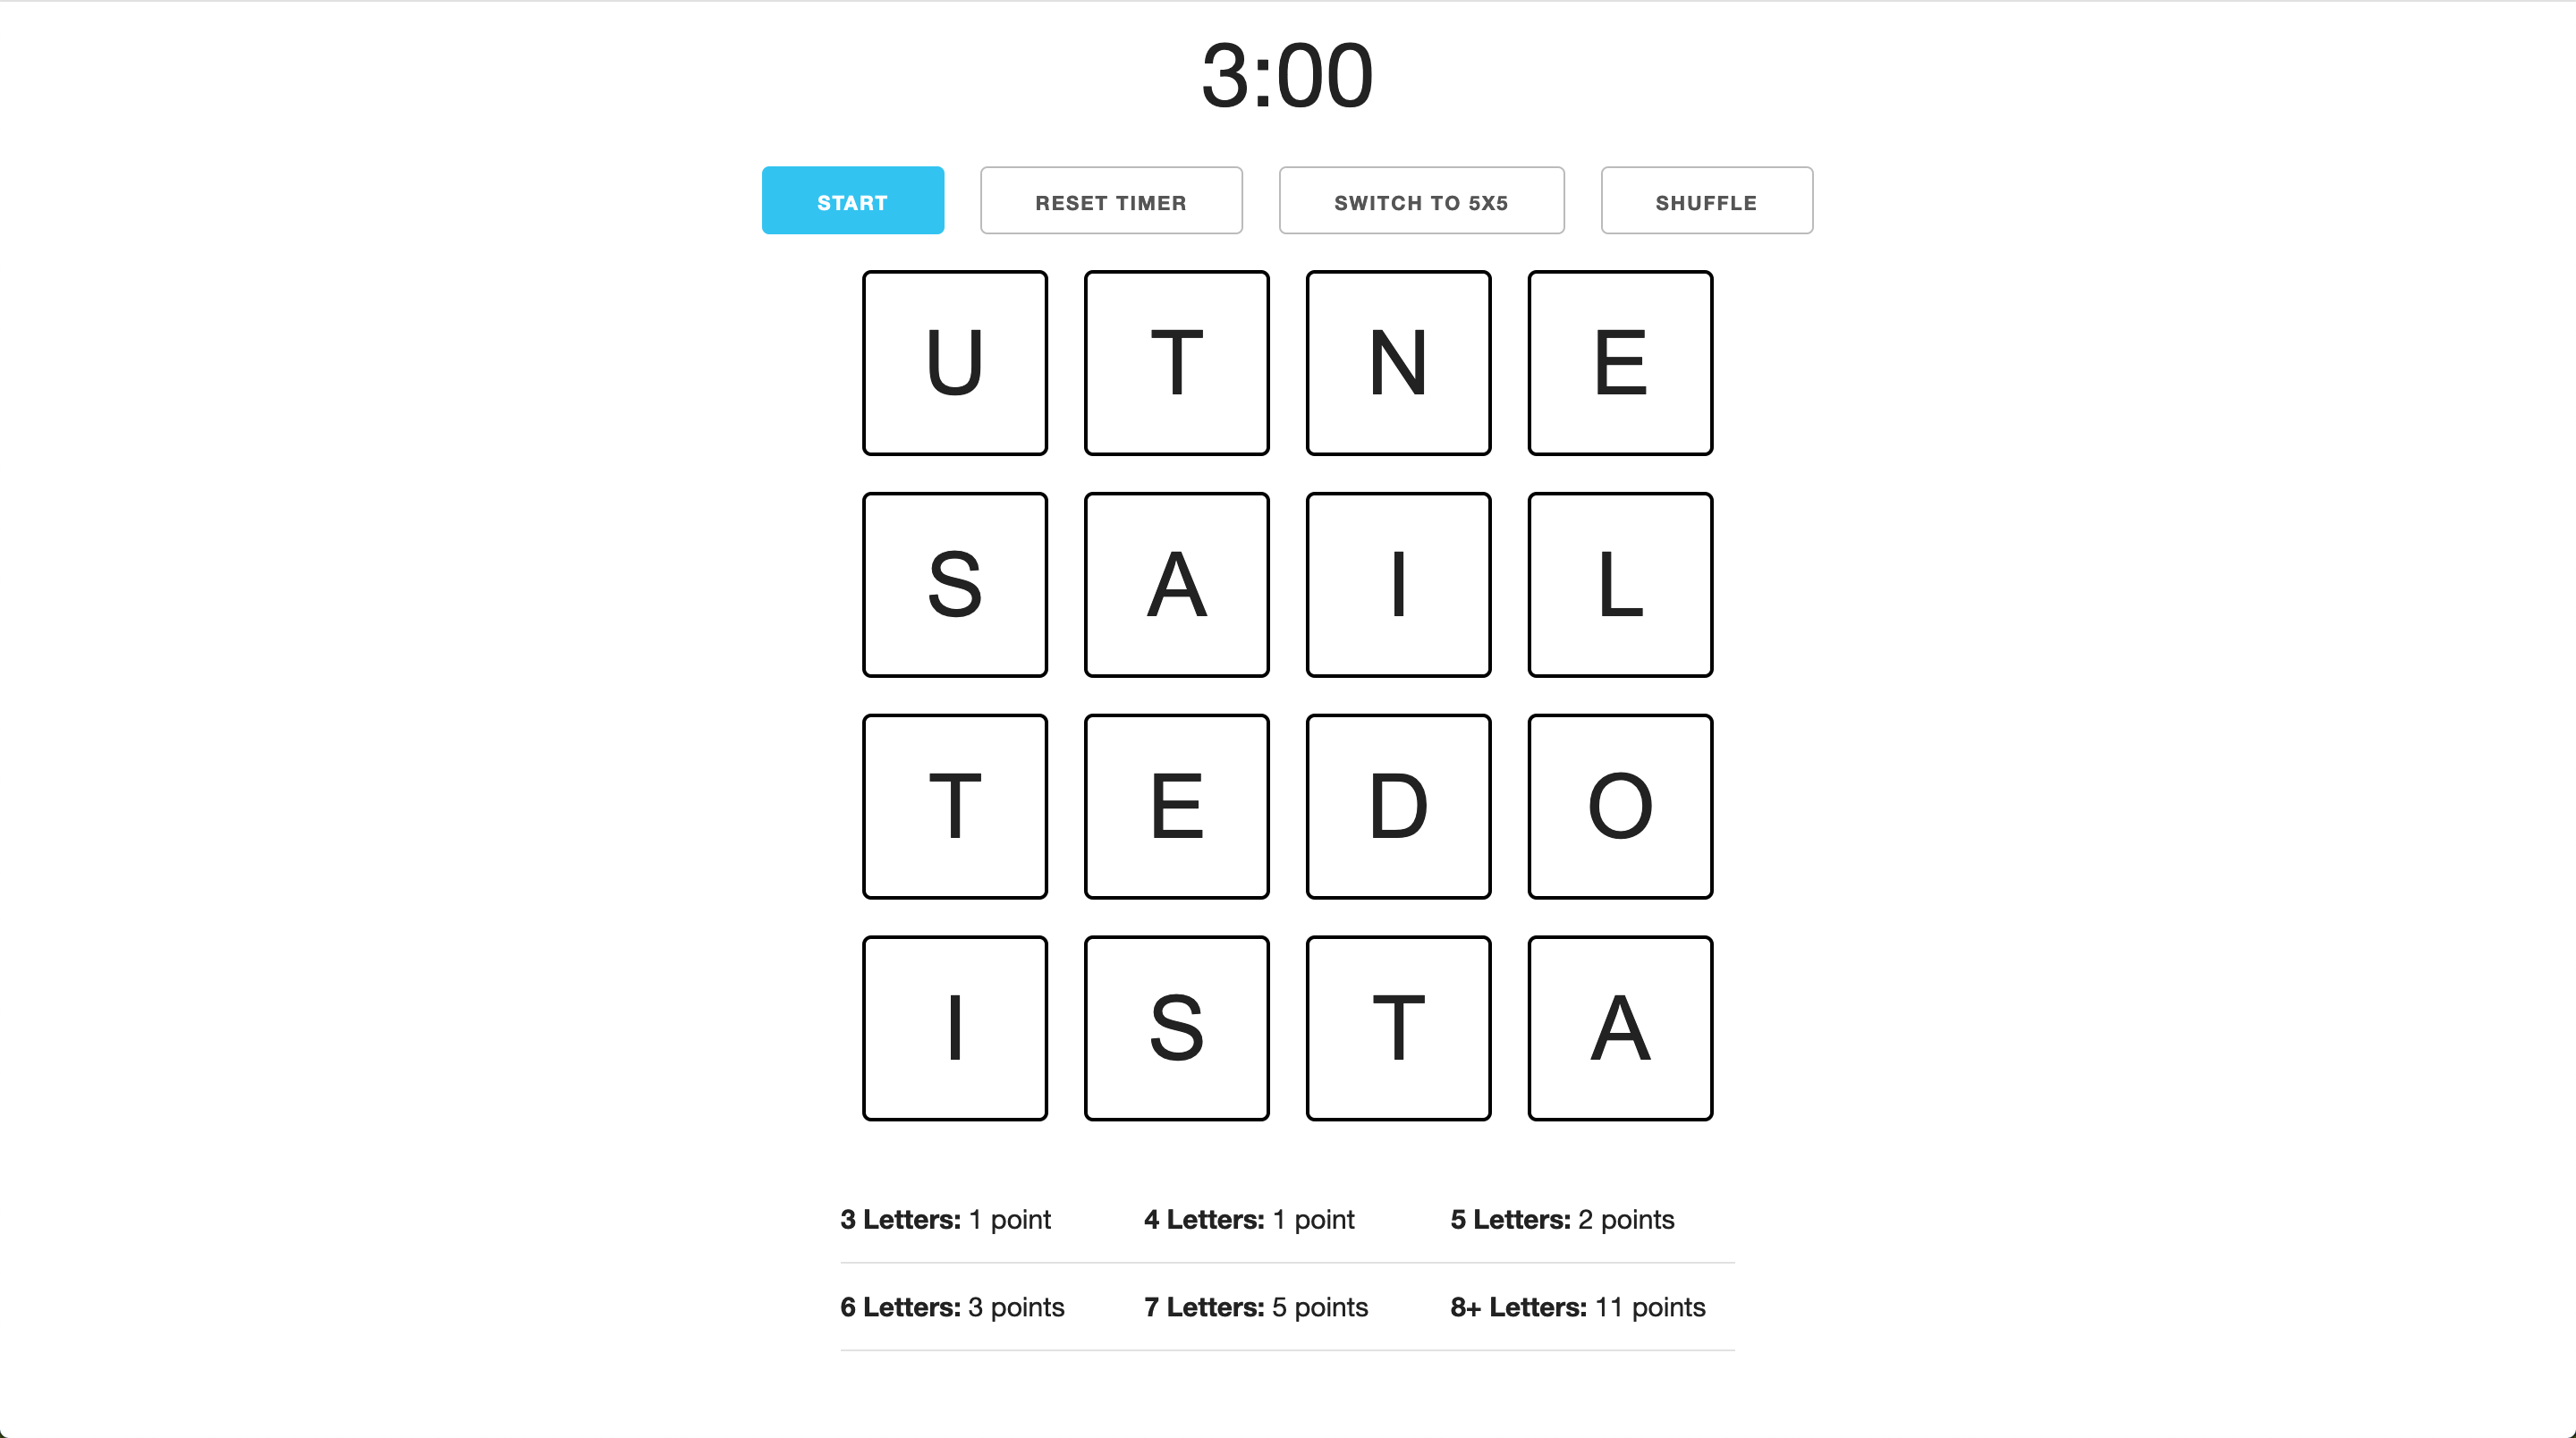 3:00
START RESET TIMER SWITCH TO 5X5 SHUFFLE
U T N E
S A I L
T E D O
I S T A
3 Letters: 1 point 4 Letters: 1 point 5 Letters: 2 points
6 Letters: 3 points 7 Letters: 5 points 8+ Letters: 11 points